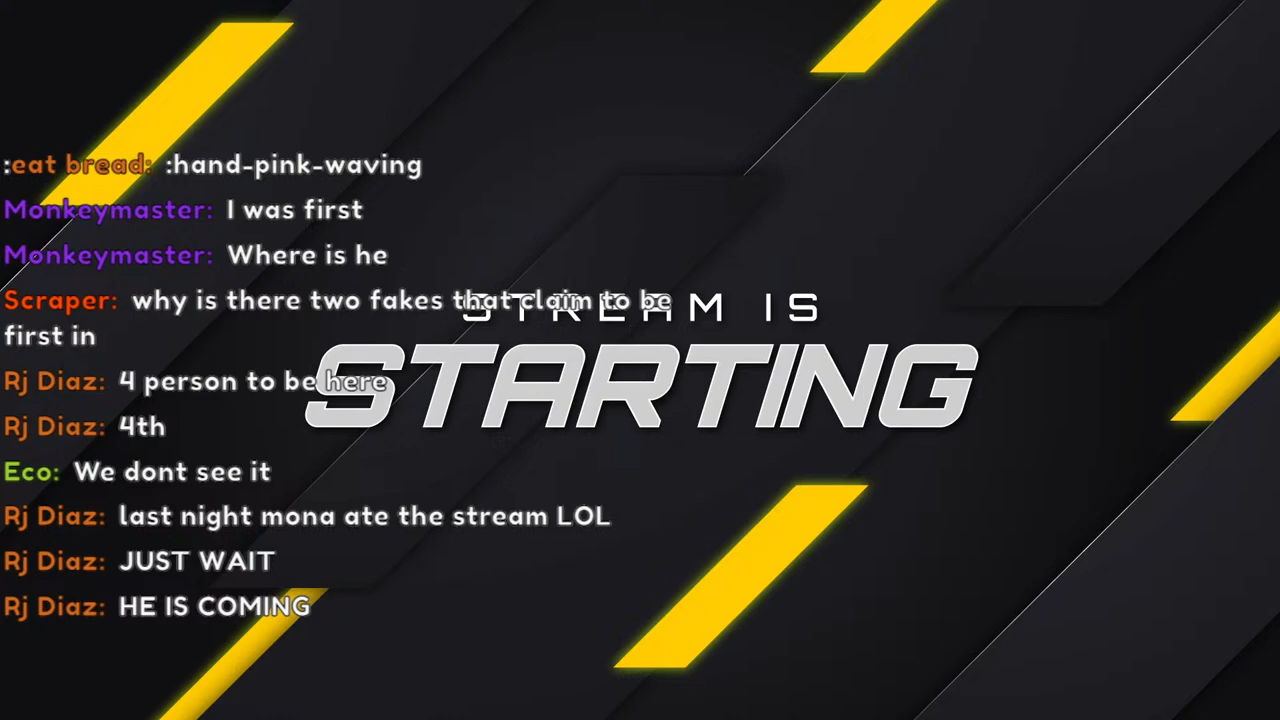 :eat bread: :hand-pink-waving
Monkeymaster: I was first
Monkeymaster: Where is he
Scraper: why is there two fakes that claim to be
first in
Rj Diaz: 4 person to be here
Rj Diaz: 4th
Eco: We dont see it
Rj Diaz: last night mona ate the stream LOL
Rj Diaz: JUST WAIT
Rj Diaz: HE IS COMING
STREAM IS
STARTING